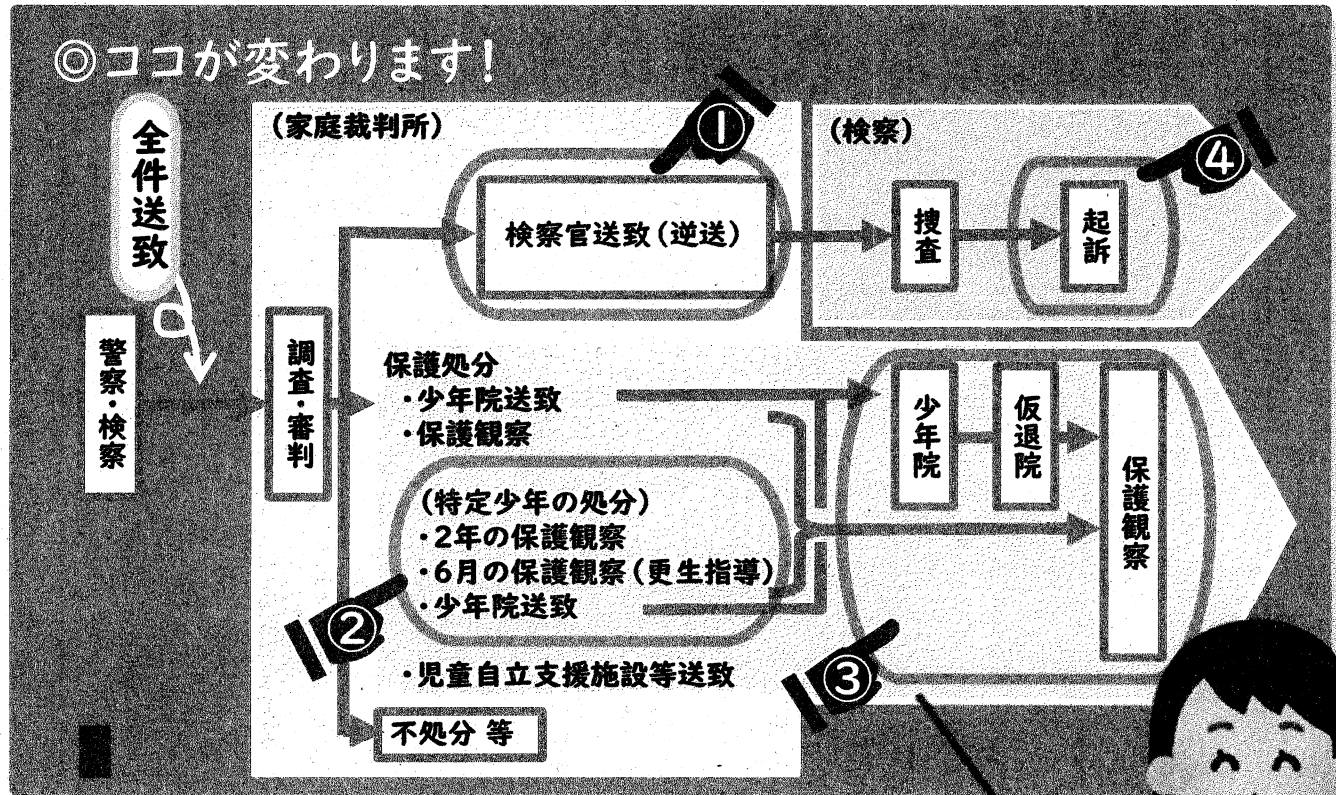 ◎ココが変わります!
全件送致
(家庭裁判所)
①
(検察)
④
検察官送致(逆送)
捜査
起訴
警察・検察
調査・審判
保護処分
・少年院送致
・保護観察
少年院
仮退院
保護観察
(特定少年の処分)
・2年の保護観察
・6月の保護観察(更生指導)
・少年院送致
②
③
・児童自立支援施設等送致
不処分 等